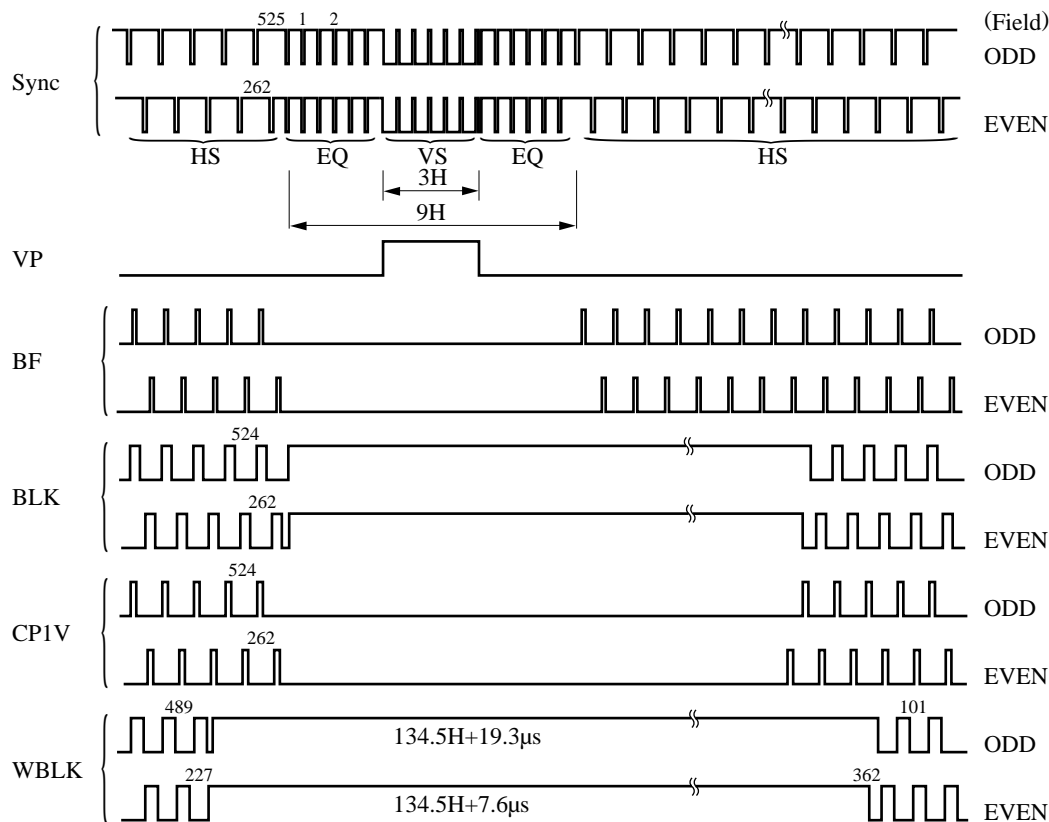 525 1 2 (Field)
ODD
Sync
262
EVEN
HS EQ VS EQ HS
3H
9H
VP
ODD
BF
EVEN
524
ODD
BLK
262
EVEN
524
ODD
CP1V
262
EVEN
489 101
134.5H+19.3μs ODD
WBLK
227 362
134.5H+7.6μs EVEN